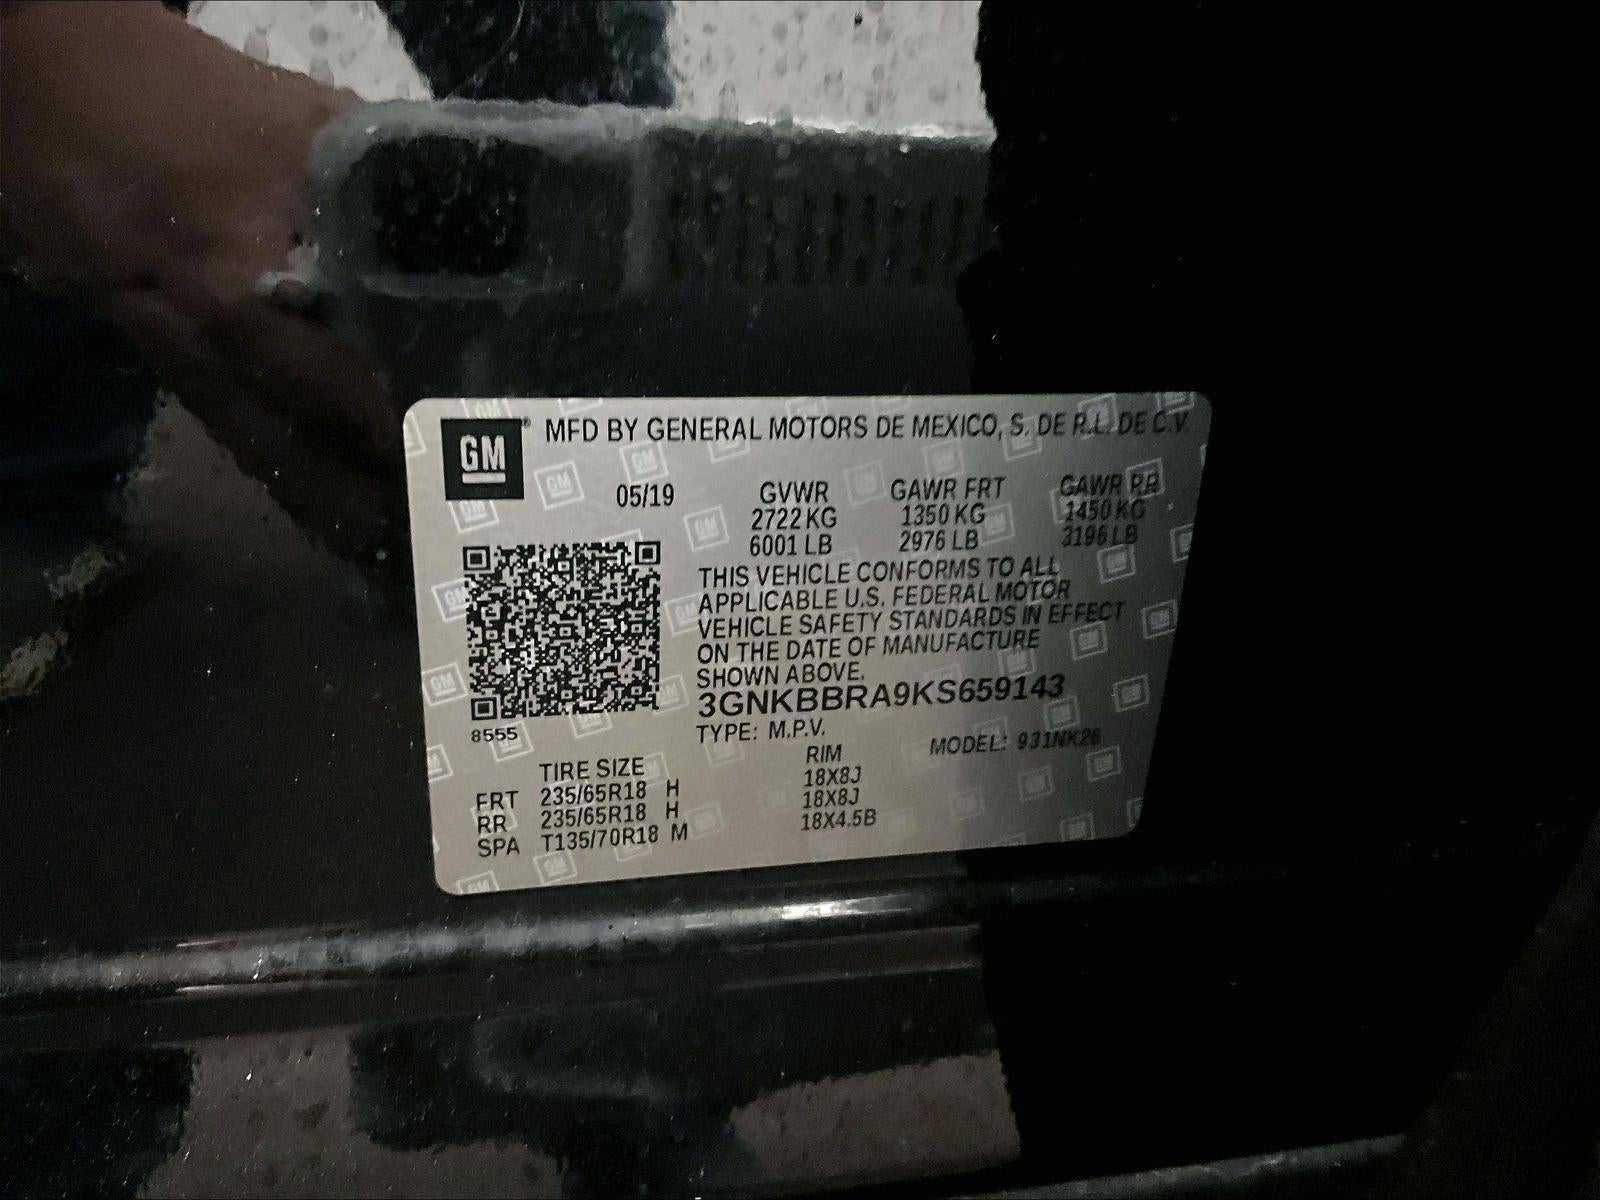 GM® MFD BY GENERAL MOTORS DE MEXICO, S. DE R.L. DE C.V.
05/19 GVWR GAWR FRT GAWR RR
2722 KG 1350 KG 1450 KG
6001 LB 2976 LB 3196 LB
THIS VEHICLE CONFORMS TO ALL
APPLICABLE U.S. FEDERAL MOTOR
VEHICLE SAFETY STANDARDS IN EFFECT
ON THE DATE OF MANUFACTURE
SHOWN ABOVE.
3GNKBBRA9KS659143
8555
TYPE: M.P.V. MODEL: 931NK26
TIRE SIZE RIM
FRT 235/65R18 H 18X8J
RR 235/65R18 H 18X8J
SPA T135/70R18 M 18X4.5B